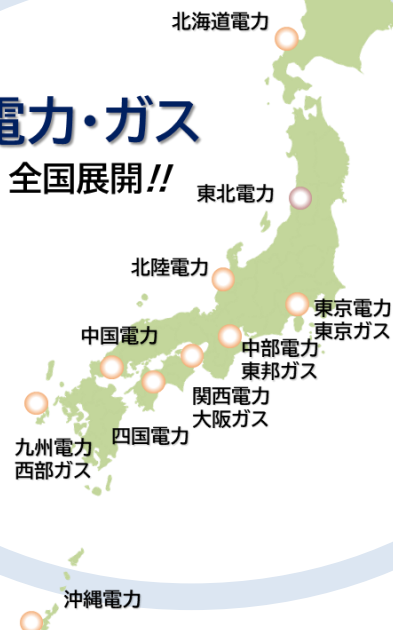 北海道電力
電力・ガス
全国展開!!
東北電力
北陸電力
東京電力
東京ガス
中国電力
中部電力
東邦ガス
関西電力
大阪ガス
四国電力
九州電力
西部ガス
沖縄電力